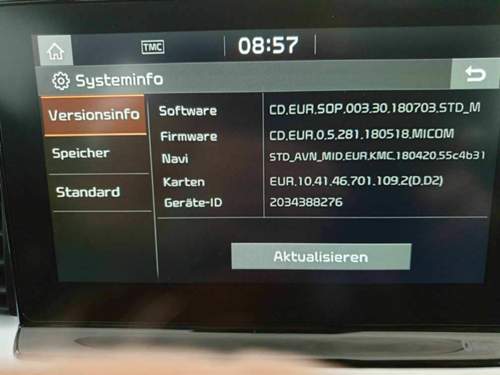 TMC 08:57
Systeminfo
Versionsinfo
Speicher
Standard
Software CD,EUR,SOP,003,30,180703,STD_M
Firmware CD,EUR,0,5,281,180518,MICOM
Navi STD_AVN_MID,EUR,KMC,180420,55c4b31
Karten EUR,10,41,46,701,109,2(D,D2)
Geräte-ID 2034388276
Aktualisieren